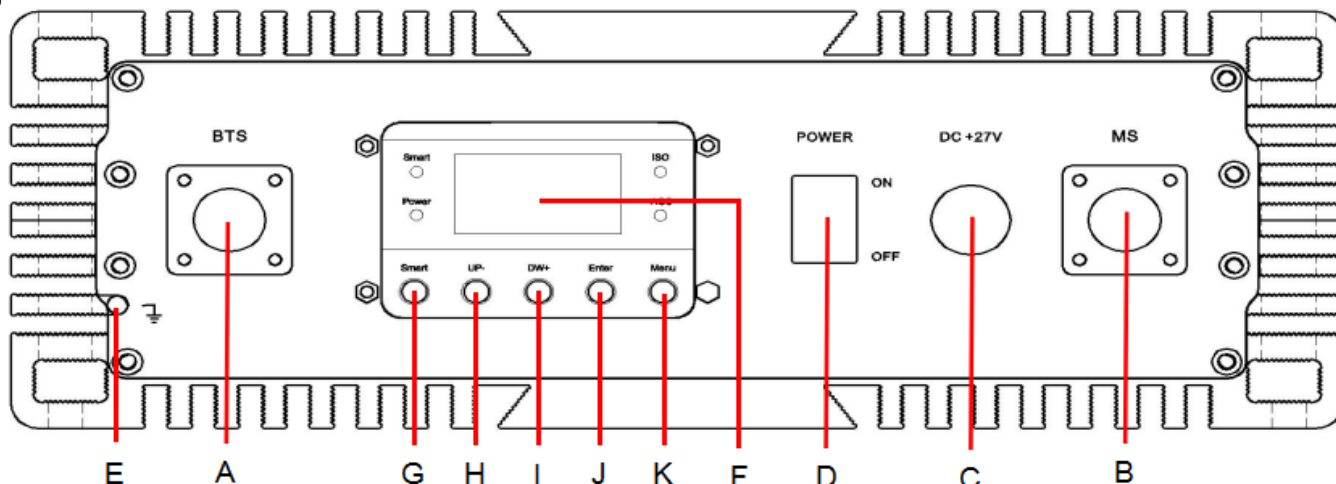 BTS
POWER
DC +27V
MS
Smart
ISO
Power
ON
OFF
Smart UP- DW+ Enter Menu
E A G H I J K F D C B